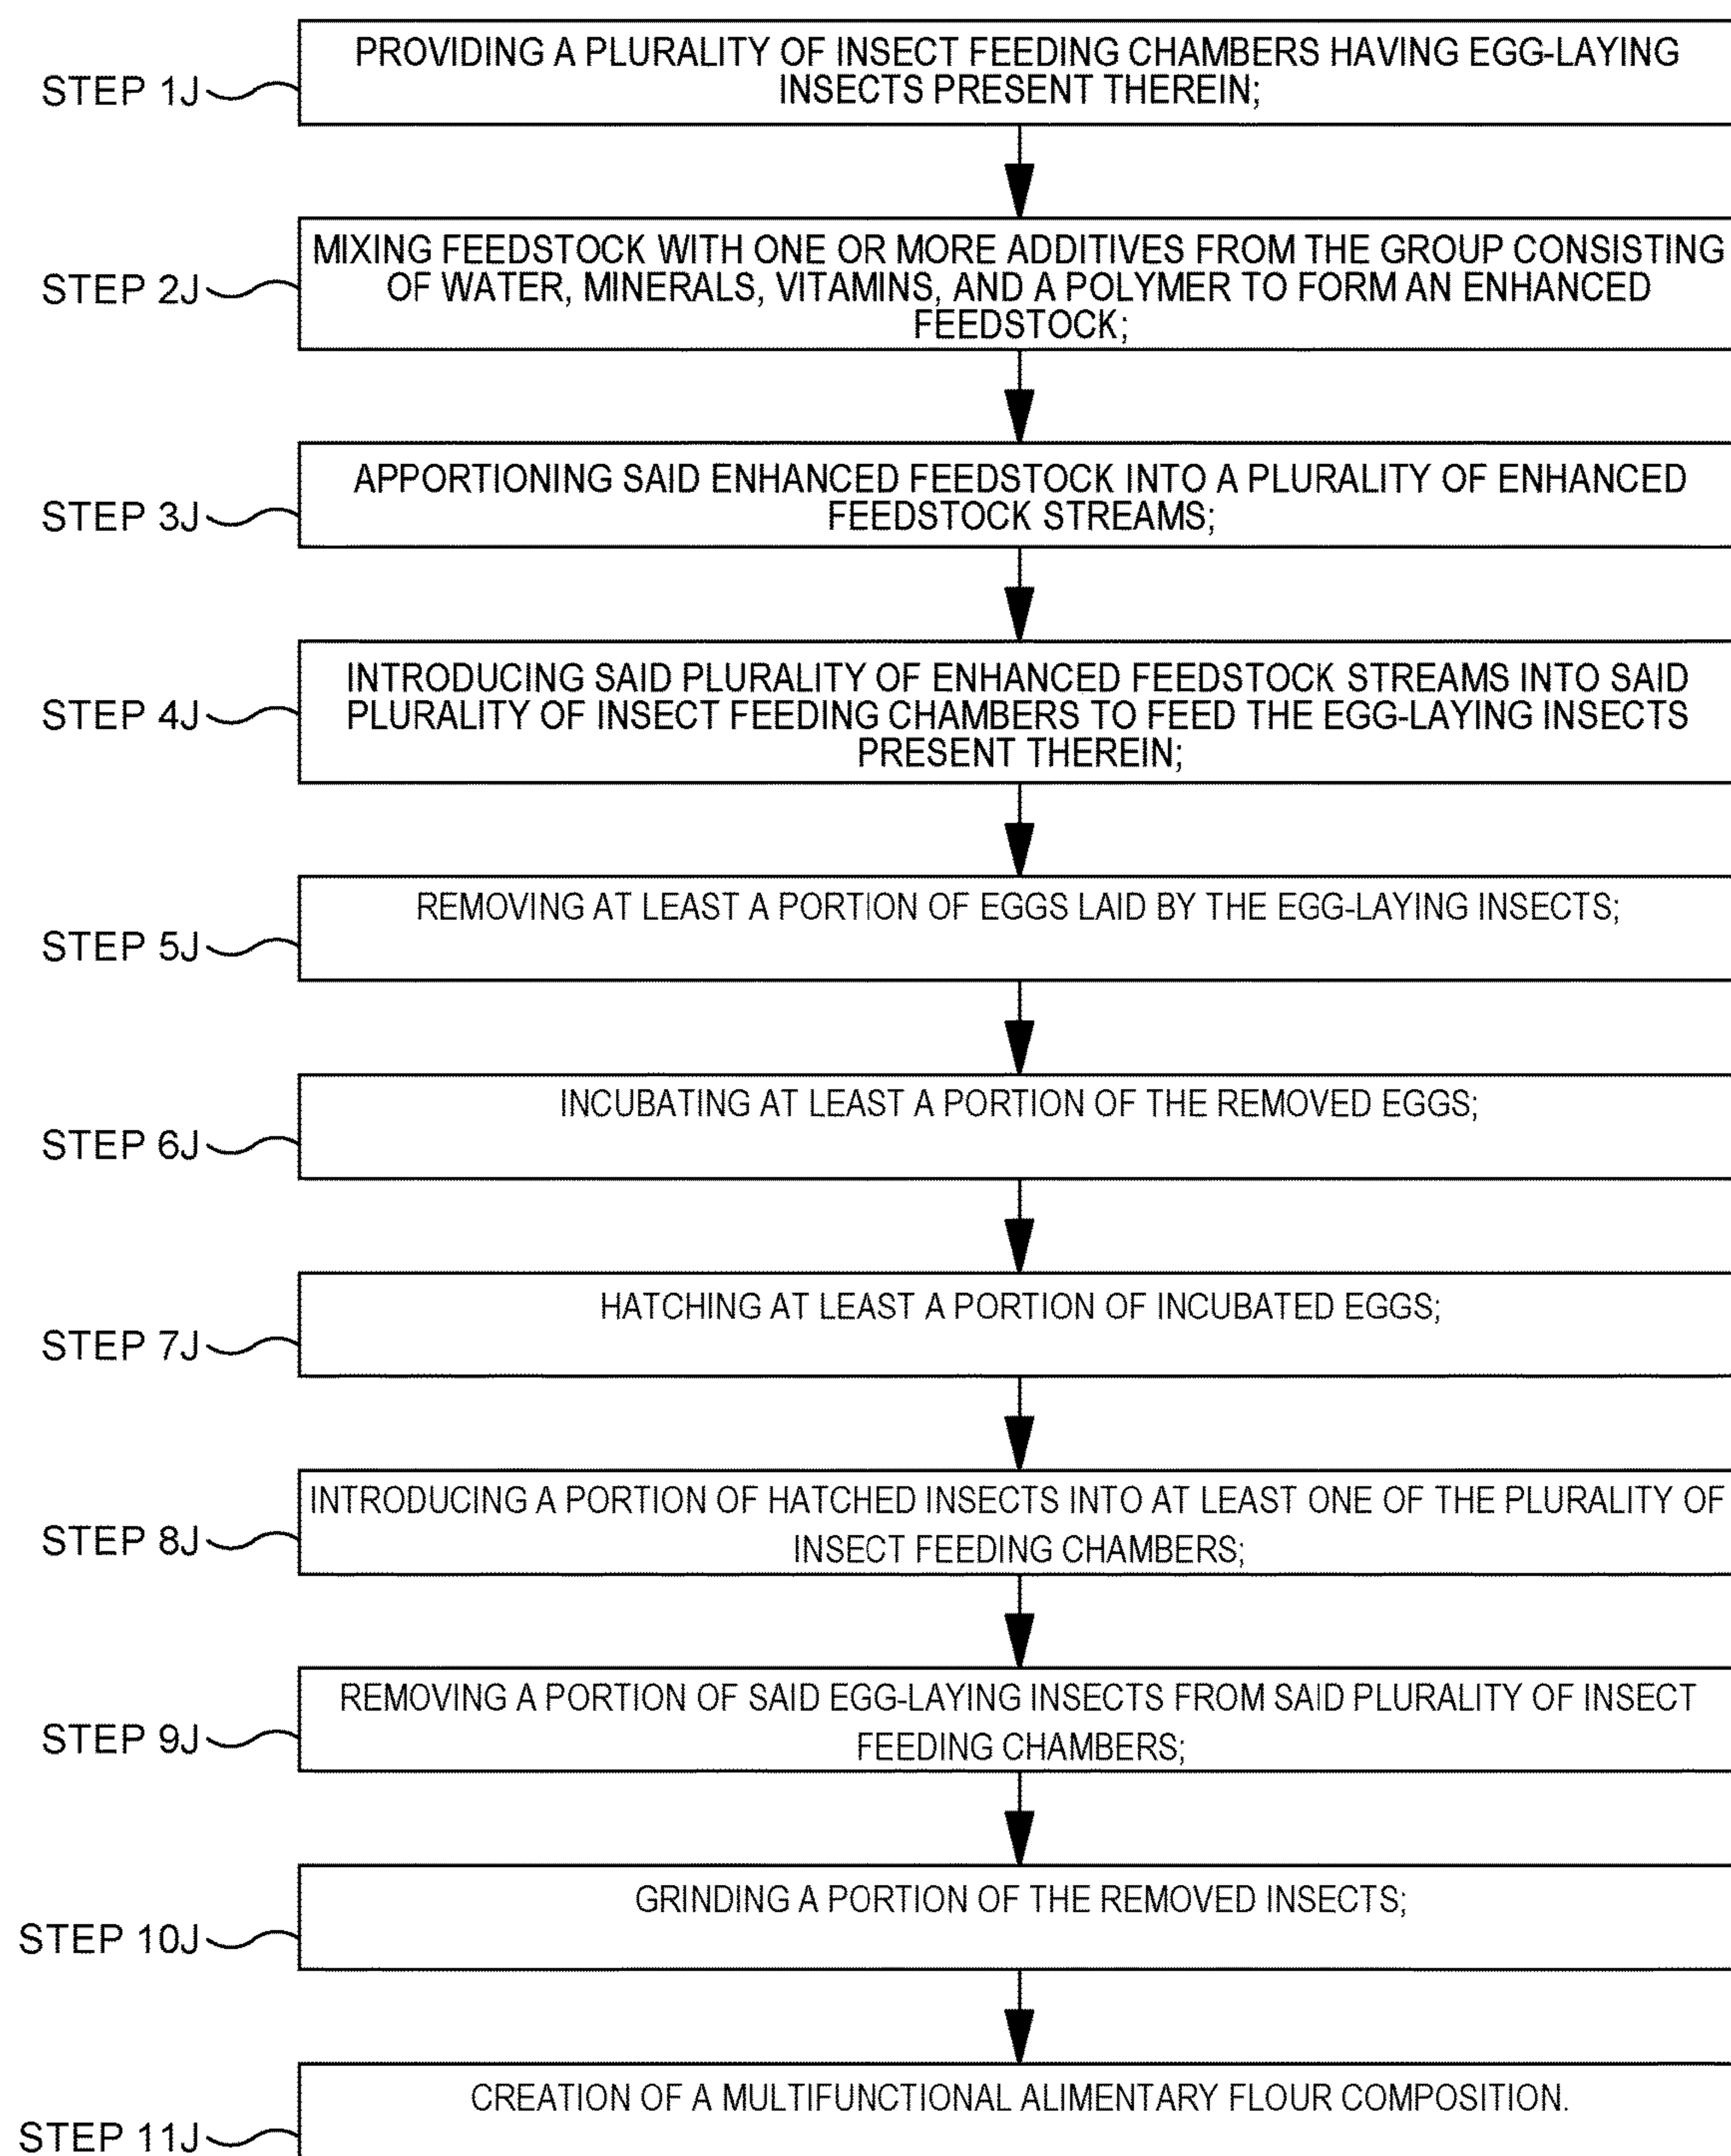 PROVIDING A PLURALITY OF INSECT FEEDING CHAMBERS HAVING EGG-LAYING
INSECTS PRESENT THEREIN;
STEP 1J
MIXING FEEDSTOCK WITH ONE OR MORE ADDITIVES FROM THE GROUP CONSISTING
OF WATER, MINERALS, VITAMINS, AND A POLYMER TO FORM AN ENHANCED
FEEDSTOCK;
STEP 2J
APPORTIONING SAID ENHANCED FEEDSTOCK INTO A PLURALITY OF ENHANCED
FEEDSTOCK STREAMS;
STEP 3J
INTRODUCING SAID PLURALITY OF ENHANCED FEEDSTOCK STREAMS INTO SAID
PLURALITY OF INSECT FEEDING CHAMBERS TO FEED THE EGG-LAYING INSECTS
PRESENT THEREIN;
STEP 4J
REMOVING AT LEAST A PORTION OF EGGS LAID BY THE EGG-LAYING INSECTS;
STEP 5J
INCUBATING AT LEAST A PORTION OF THE REMOVED EGGS;
STEP 6J
HATCHING AT LEAST A PORTION OF INCUBATED EGGS;
STEP 7J
INTRODUCING A PORTION OF HATCHED INSECTS INTO AT LEAST ONE OF THE PLURALITY OF
INSECT FEEDING CHAMBERS;
STEP 8J
REMOVING A PORTION OF SAID EGG-LAYING INSECTS FROM SAID PLURALITY OF INSECT
FEEDING CHAMBERS;
STEP 9J
GRINDING A PORTION OF THE REMOVED INSECTS;
STEP 10J
CREATION OF A MULTIFUNCTIONAL ALIMENTARY FLOUR COMPOSITION.
STEP 11J